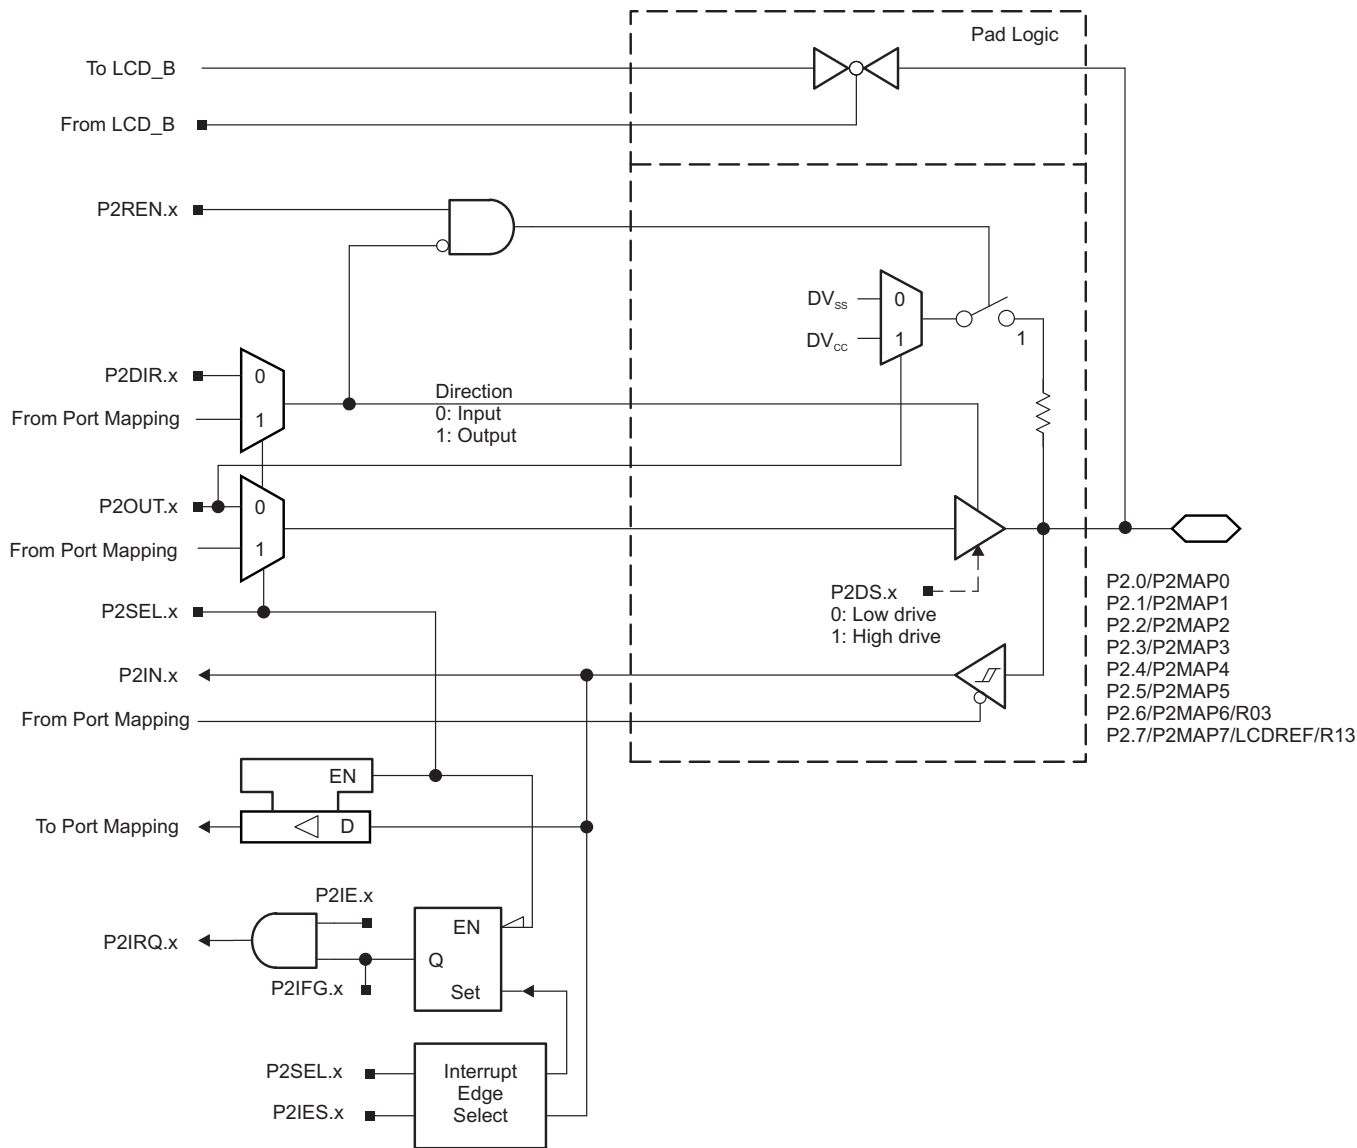 Pad Logic
To LCD_B
From LCD_B
P2REN.x
DVSS
0
DVCC
1
1
P2DIR.x
0
From Port Mapping
1
Direction
0: Input
1: Output
P2OUT.x
0
From Port Mapping
1
P2SEL.x
P2DS.x
0: Low drive
1: High drive
P2.0/P2MAP0
P2.1/P2MAP1
P2.2/P2MAP2
P2.3/P2MAP3
P2.4/P2MAP4
P2.5/P2MAP5
P2.6/P2MAP6/R03
P2.7/P2MAP7/LCDREF/R13
P2IN.x
From Port Mapping
EN
To Port Mapping
D
P2IE.x
P2IRQ.x
EN
Q
P2IFG.x
Set
P2SEL.x
P2IES.x
Interrupt
Edge
Select